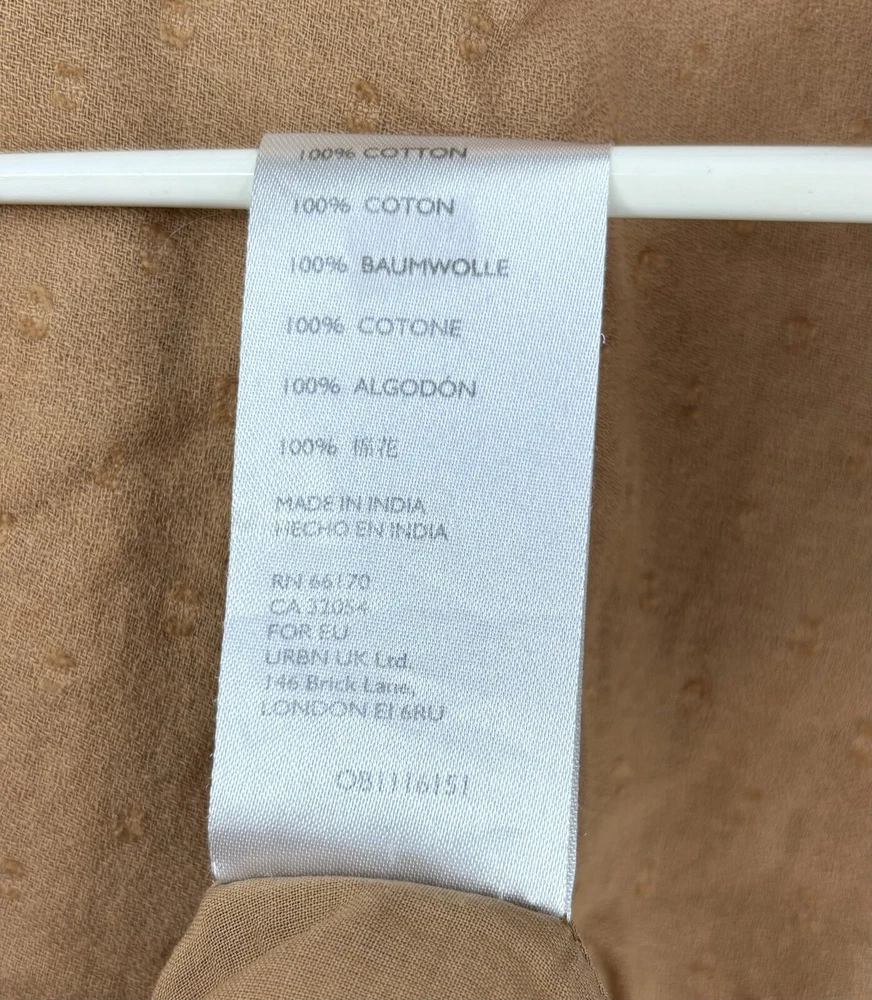 100% COTTON
100% COTON
100% BAUMWOLLE
100% COTONE
100% ALGODÓN
100% 棉花
MADE IN INDIA
HECHO EN INDIA
RN 66170
CA 32054
FOR EU
URBN UK Ltd.
146 Brick Lane,
LONDON E1 6RU
OB1116151